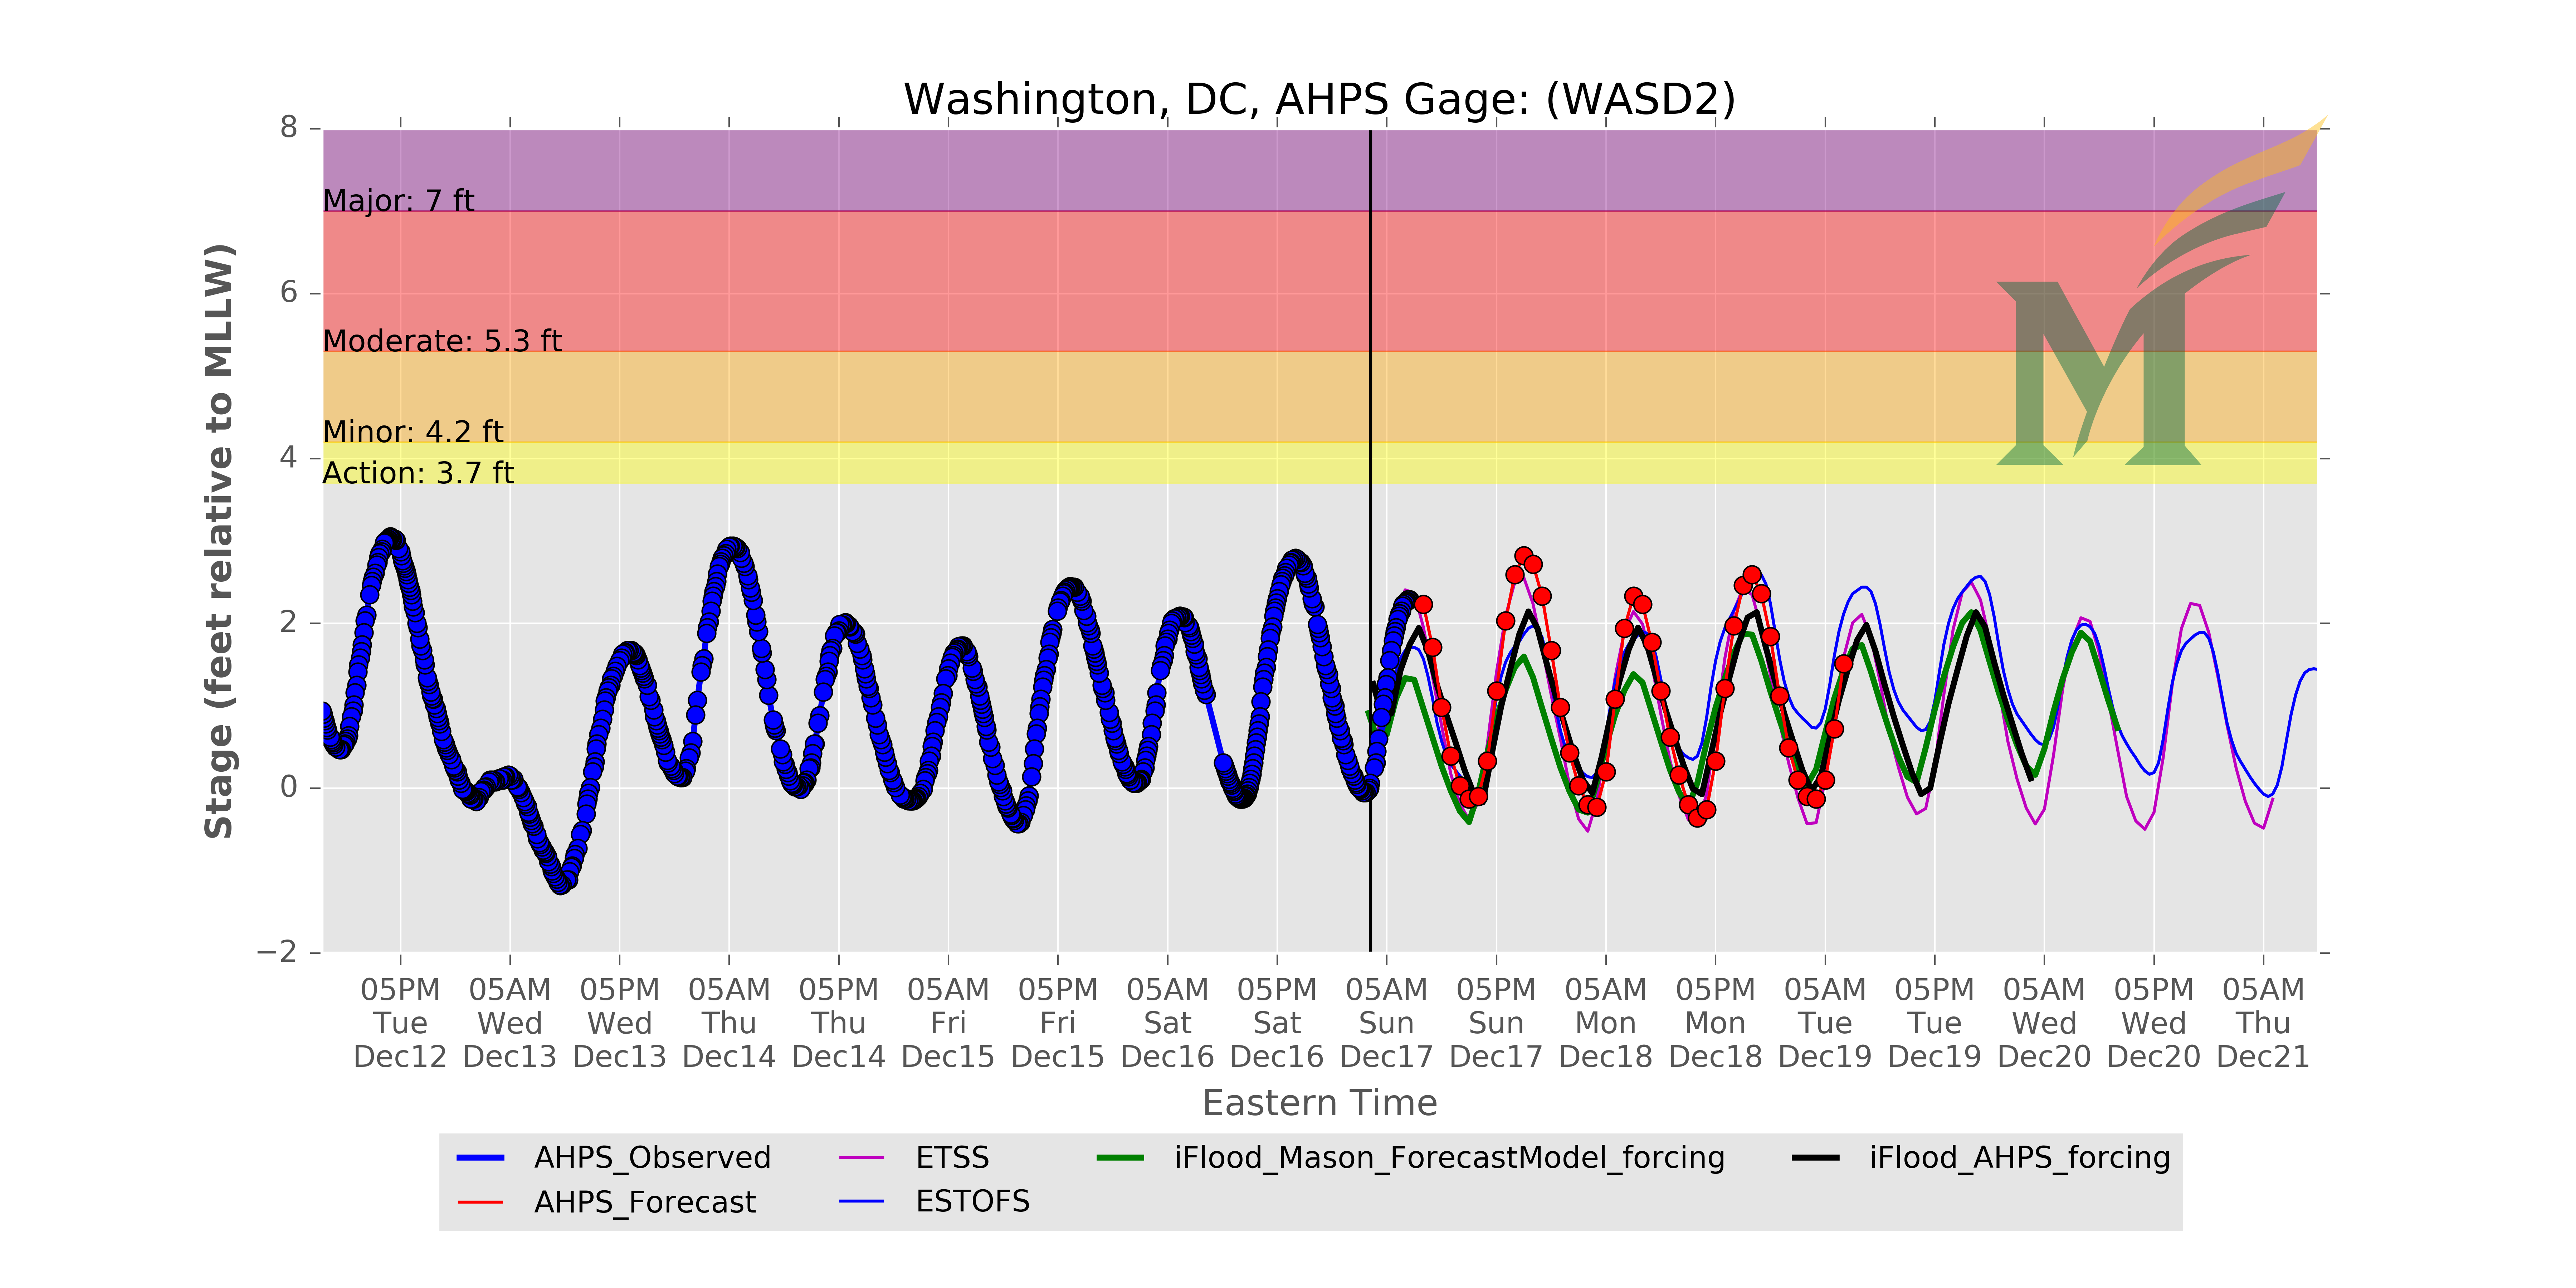 Washington, DC, AHPS Gage: (WASD2)
8
Major: 7 ft
6
Moderate: 5.3 ft
Minor: 4.2 ft
4
Action: 3.7 ft
2
0
−2
Stage (feet relative to MLLW)
05PM 05AM 05PM 05AM 05PM 05AM 05PM 05AM 05PM 05AM 05PM 05AM 05PM 05AM 05PM 05AM 05PM 05AM
Tue Wed Wed Thu Thu Fri Fri Sat Sat Sun Sun Mon Mon Tue Tue Wed Wed Thu
Dec12 Dec13 Dec13 Dec14 Dec14 Dec15 Dec15 Dec16 Dec16 Dec17 Dec17 Dec18 Dec18 Dec19 Dec19 Dec20 Dec20 Dec21
Eastern Time
AHPS_Observed ETSS iFlood_Mason_ForecastModel_forcing iFlood_AHPS_forcing
AHPS_Forecast ESTOFS
M